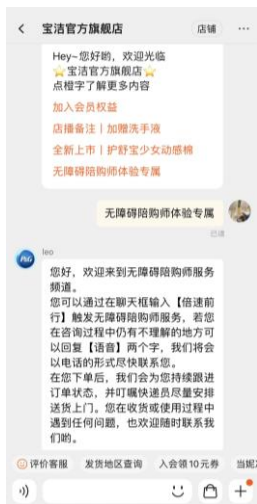 宝洁官方旗舰店
店铺
Hey~您好哟，欢迎光临
⭐宝洁官方旗舰店⭐
点橙字了解更多内容
加入会员权益
店播备注丨加赠洗手液
全新上市丨护舒宝少女动感棉
无障碍陪购师体验专属
无障碍陪购师体验专属
已读
leo
P&G
您好，欢迎来到无障碍陪购师服务
频道。
您可以通过在聊天框输入【倍速前
行】触发无障碍陪购师服务，若您
在咨询过程中仍有不理解的地方可
以回复【语音】两个字，我们将会
以电话的形式尽快联系您。
在您下单后，我们会为您持续跟进
订单状态，并叮嘱快递员尽量安排
送货上门。您在收货或使用过程中
遇到任何问题，也欢迎随时联系我
们哟。
评价客服
发货地区查询
入会领10元券
当妮